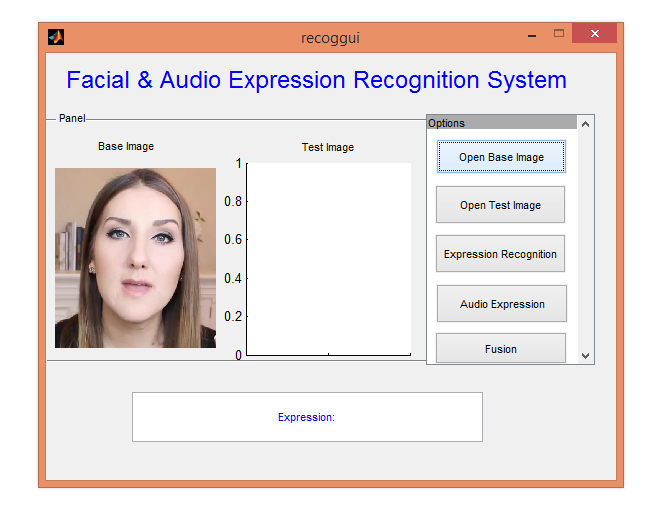 recoggui
Facial & Audio Expression Recognition System
Panel
Base Image
Test Image
1
0.8
0.6
0.4
0.2
0
Options
Open Base Image
Open Test Image
Expression Recognition
Audio Expression
Fusion
Expression: